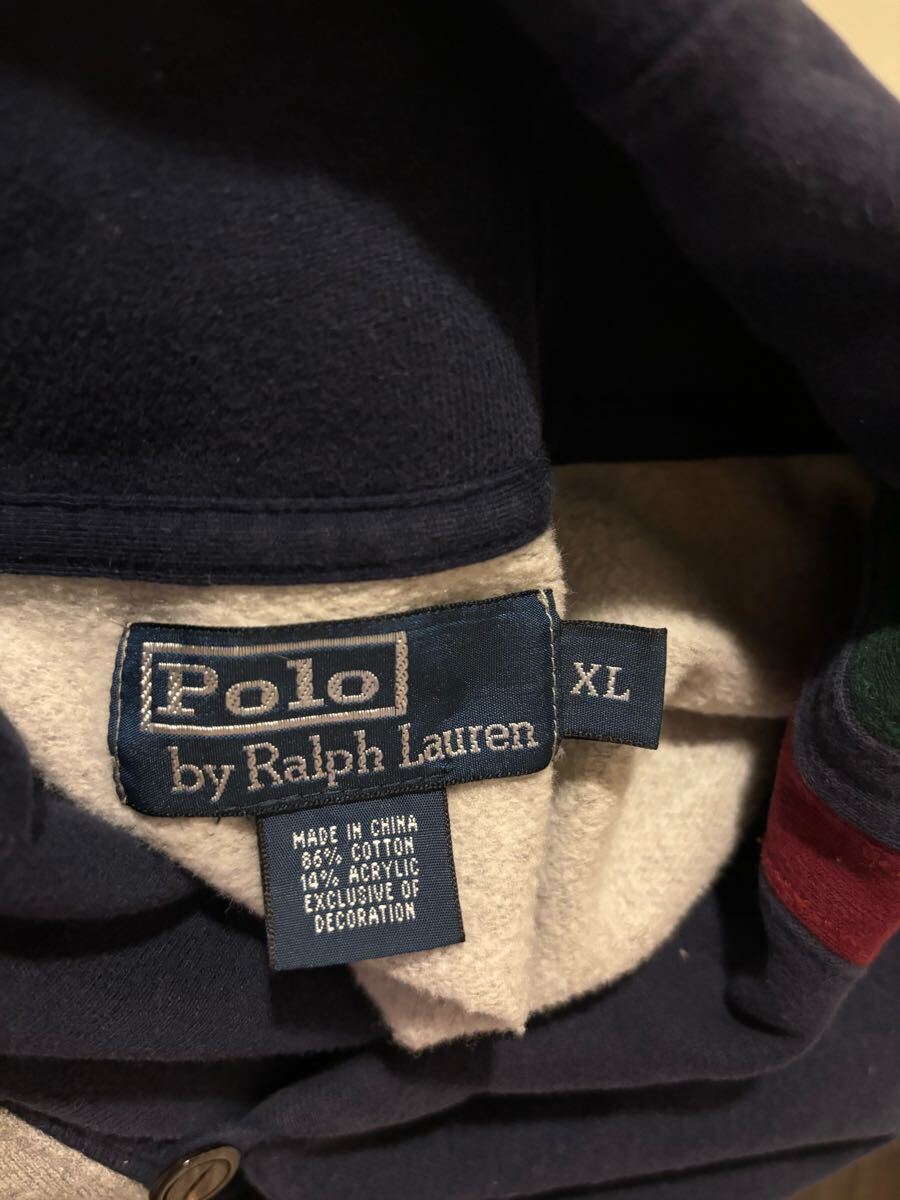 Polo
by Ralph Lauren
XL
MADE IN CHINA
86% COTTON
14% ACRYLIC
EXCLUSIVE OF
DECORATION